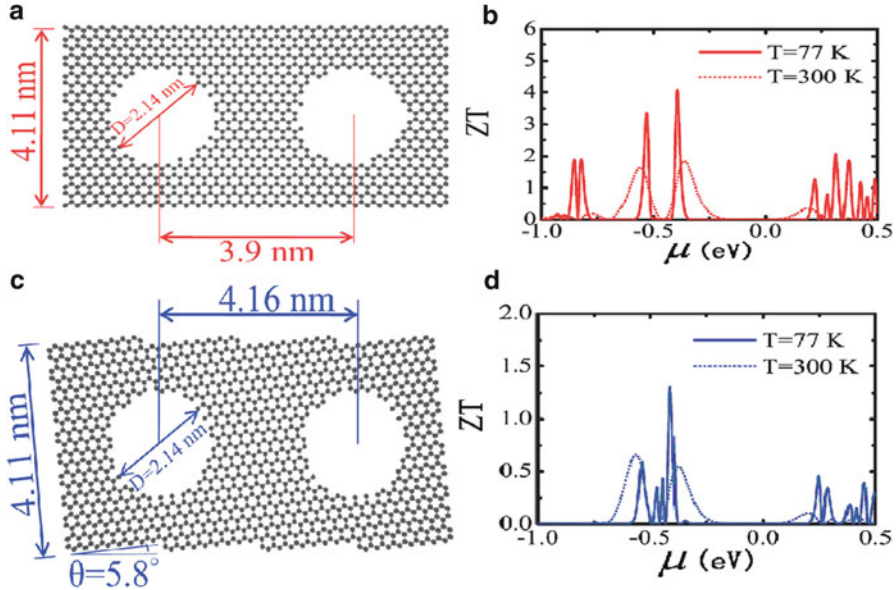 a
4.11 nm
D=2.14 nm
3.9 nm
b
6
5
4
3
2
1
0
ZT
T=77 K
T=300 K
-1.0
-0.5
0.0
0.5
μ (eV)
c
4.16 nm
4.11 nm
D=2.14 nm
θ=5.8°
d
2.0
1.5
1.0
0.5
0.0
ZT
T=77 K
T=300 K
-1.0
-0.5
0.0
0.5
μ (eV)